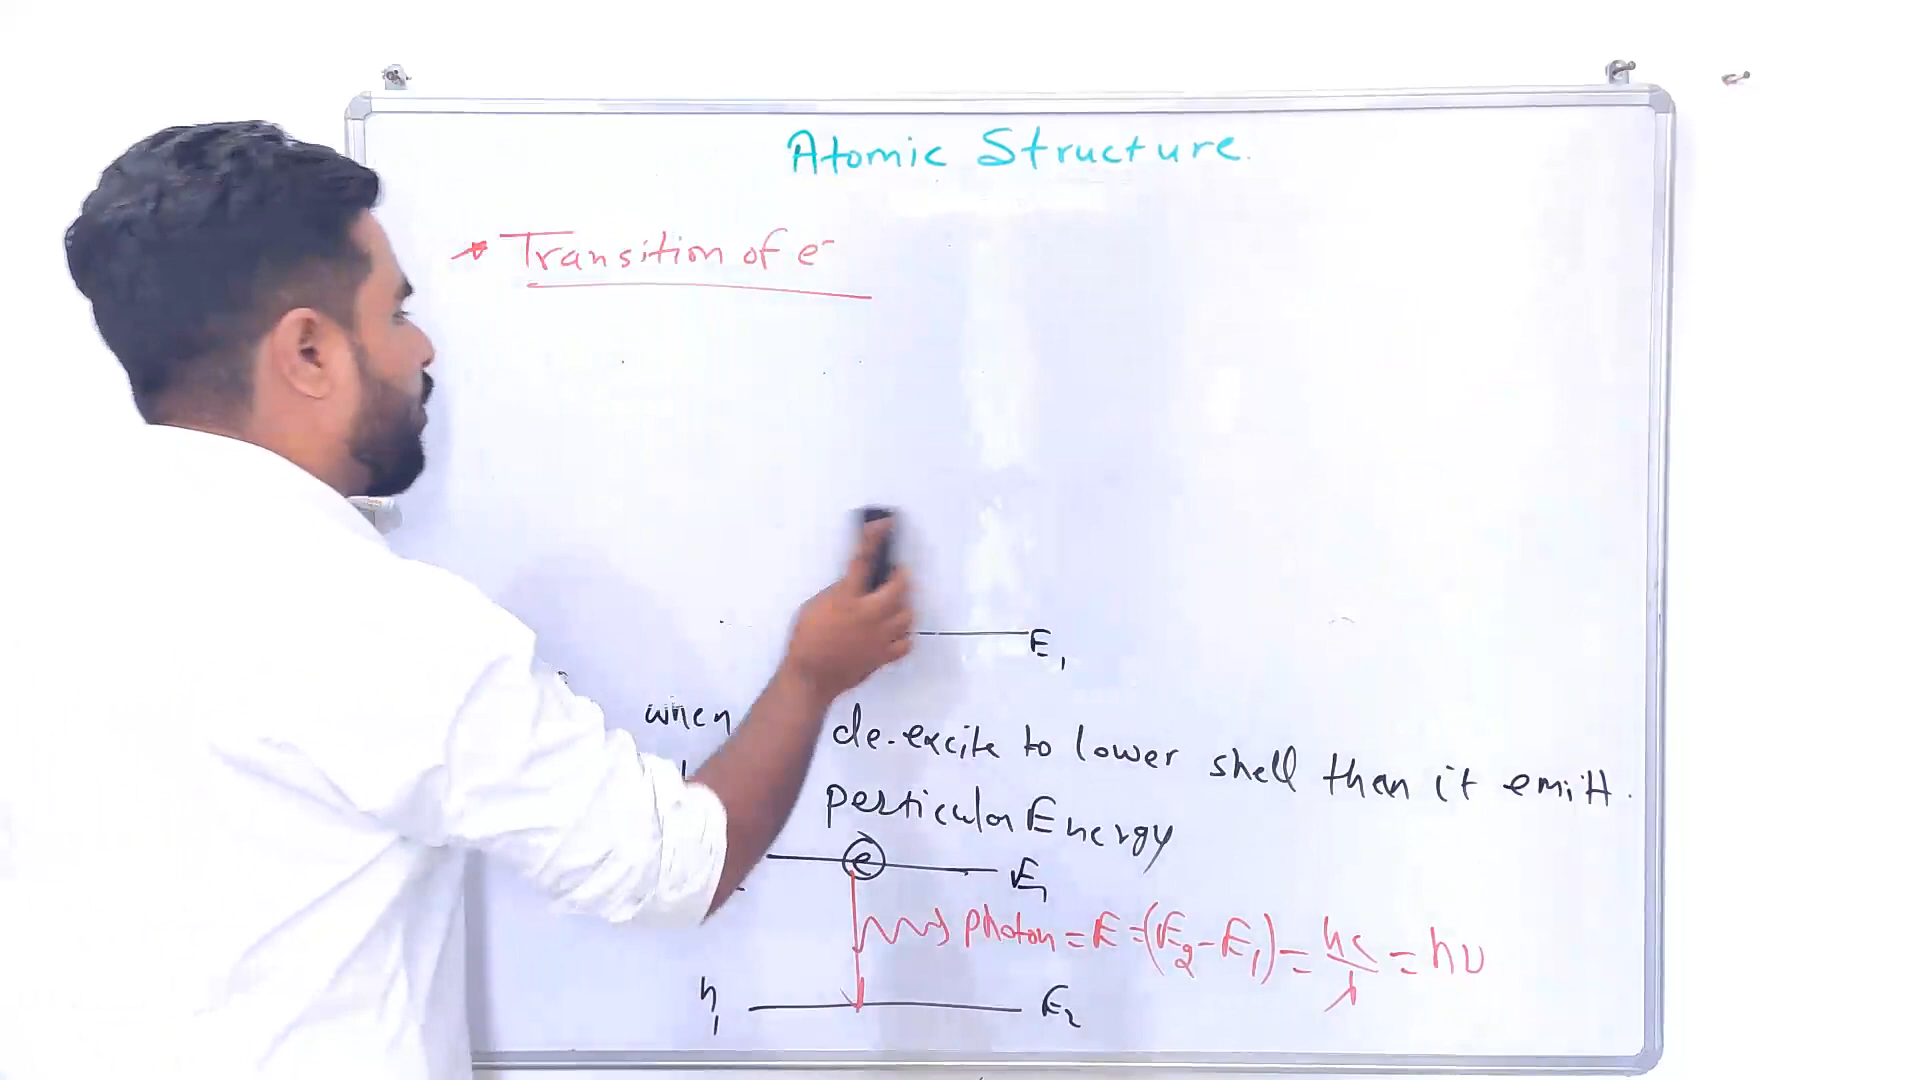 Atomic Structure.
* Transition of e⁻
E₁
when de-excite to lower shell than it emitt.
perticular Energy
e E₁
photon = E = (E₂ - E₁) = hc/λ = hυ
n₁ E₂